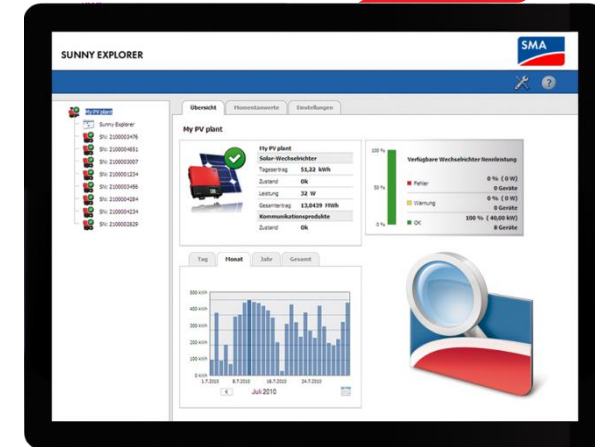 SUNNY EXPLORER
SMA
My PV plant
Sunny Explorer
SN: 2100003476
SN: 2100004651
SN: 2100003007
SN: 2100001234
SN: 2100003456
SN: 2100004284
SN: 2100004234
SN: 2100002829
Übersicht Momentanwerte Einstellungen
My PV plant
My PV plant
Solar-Wechselrichter
Tagesertrag 51,22 kWh
Zustand Ok
Leistung 32 W
Gesamtertrag 13,0439 MWh
Kommunikationsprodukte
Zustand Ok
100 %
50 %
0 %
Verfügbare Wechselrichter Nennleistung
Fehler 0 % ( 0 W)
0 Geräte
Warnung 0 % ( 0 W)
0 Geräte
OK 100 % ( 40,00 kW)
8 Geräte
Tag Monat Jahr Gesamt
500 kWh
400 kWh
300 kWh
200 kWh
100 kWh
0 kWh
1.7.2010 8.7.2010 16.7.2010 24.7.2010
Juli 2010